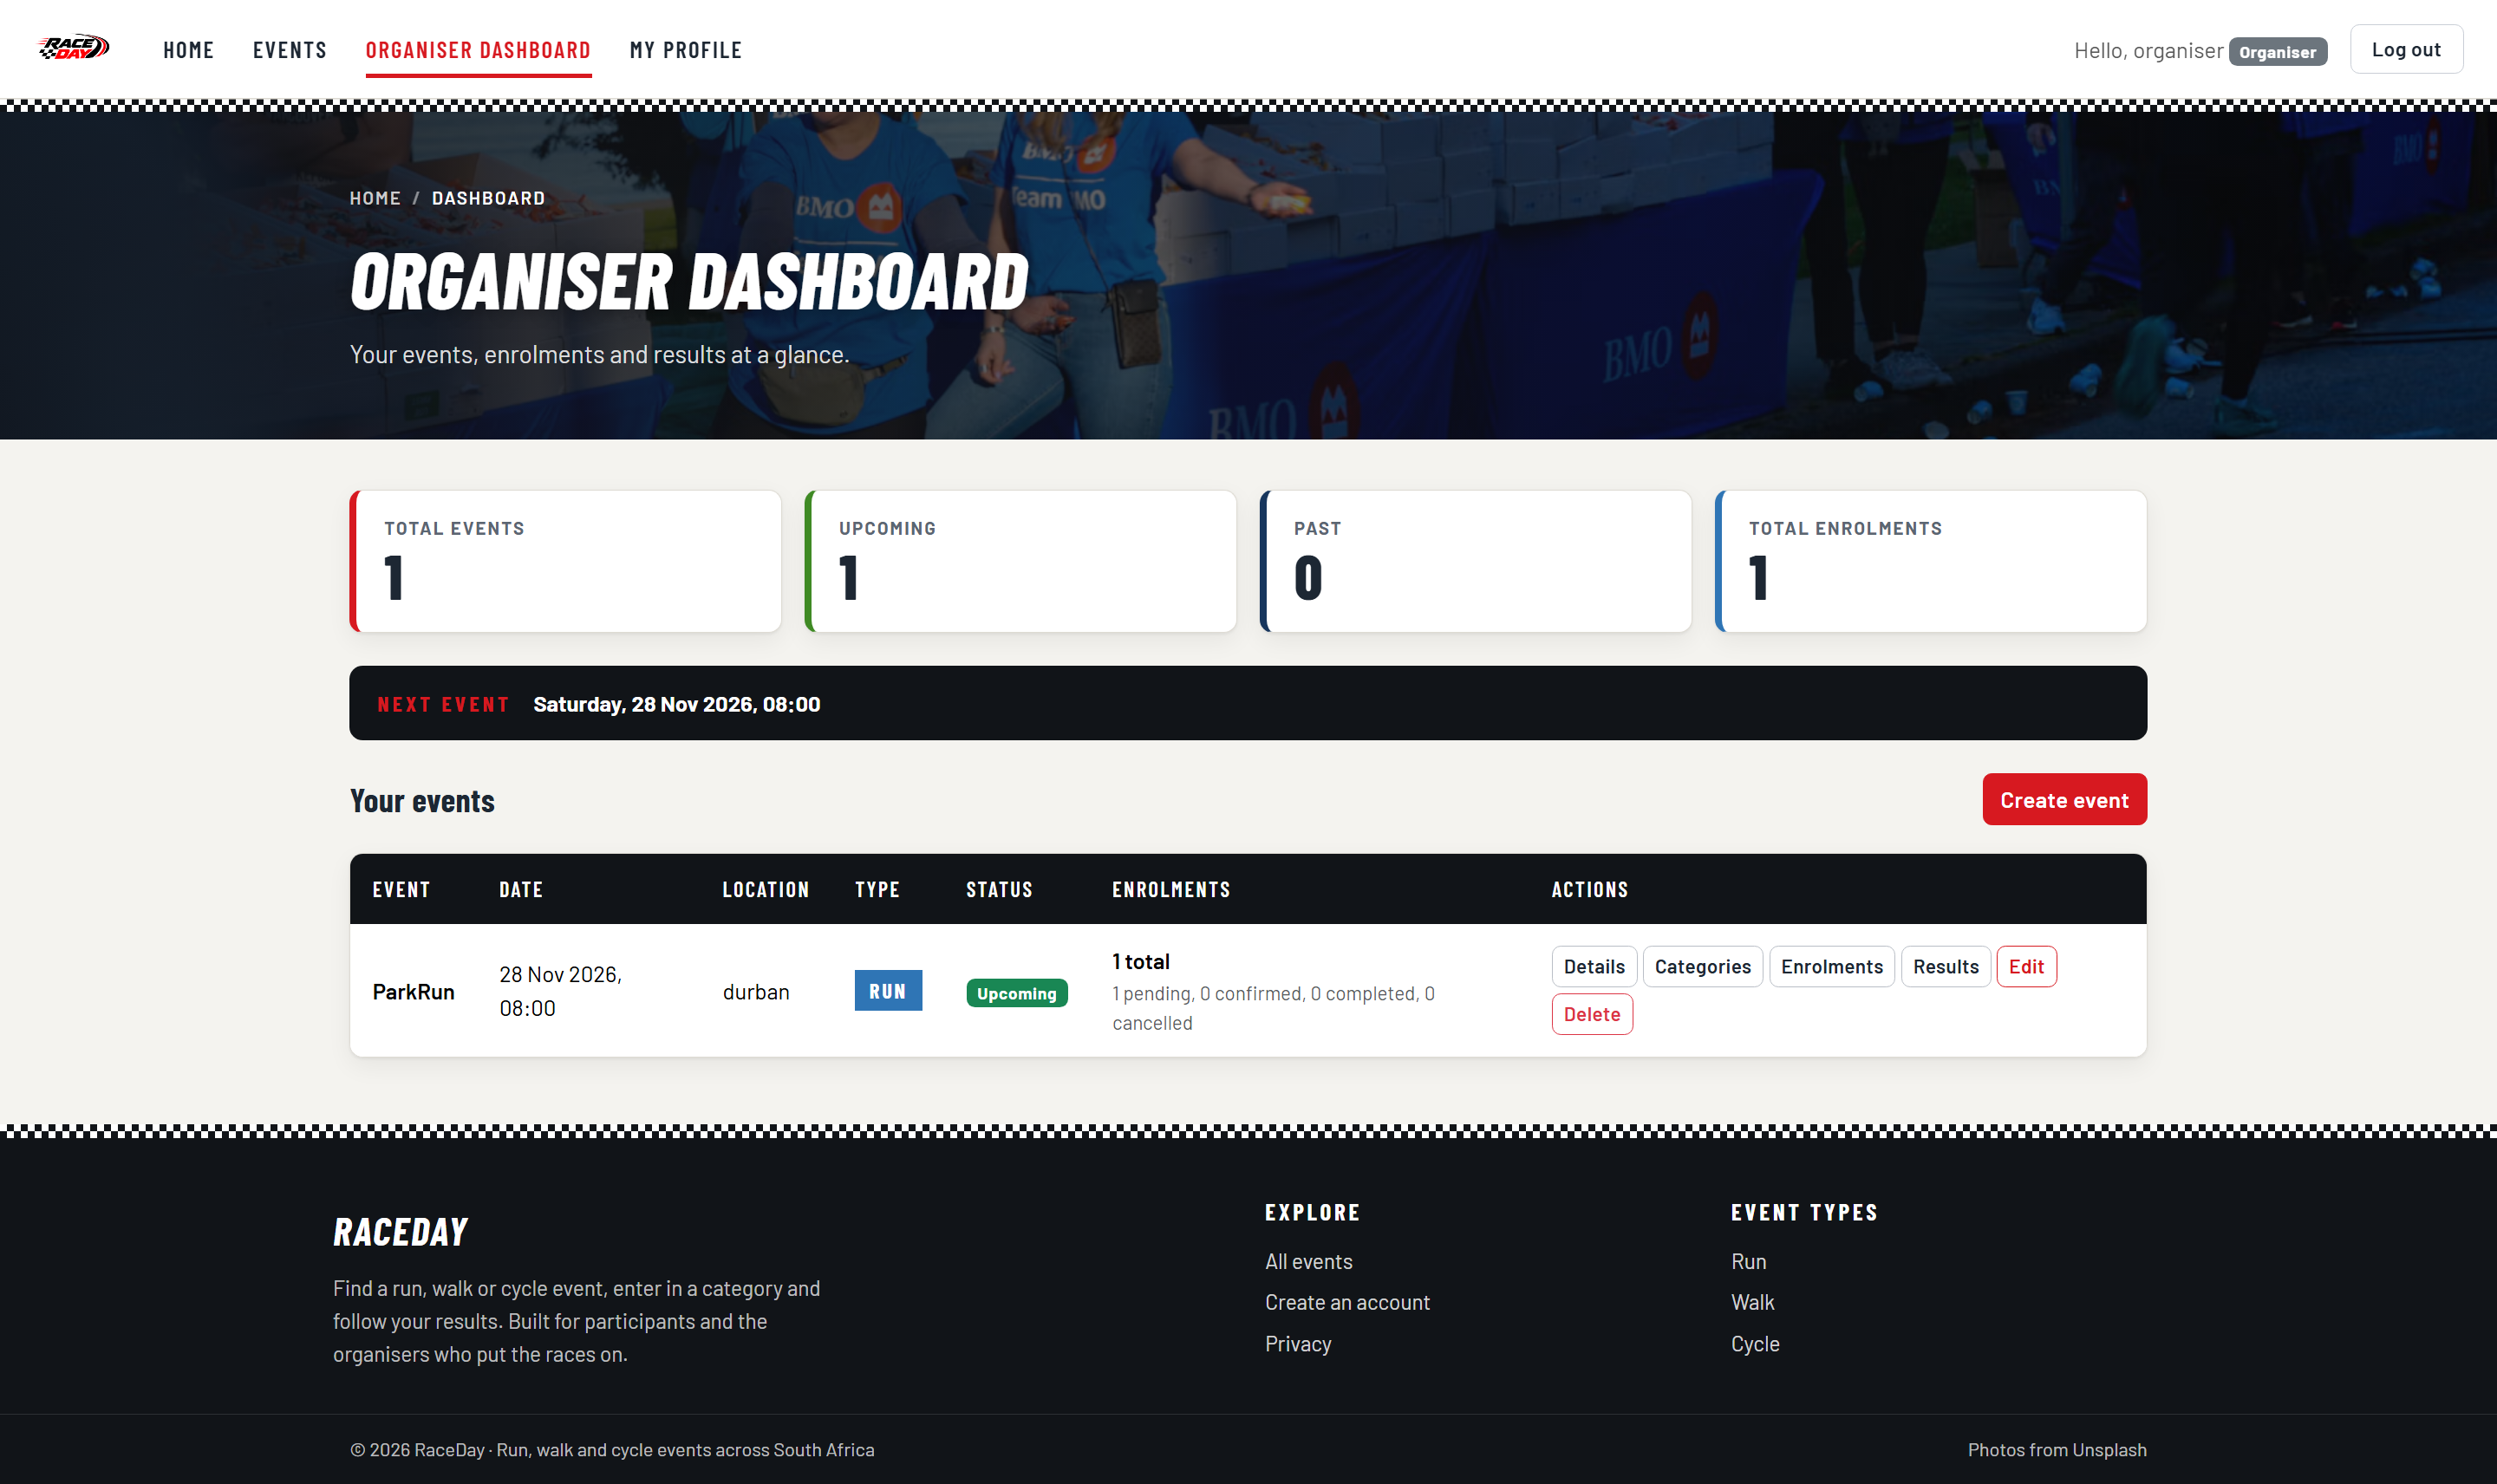 RACE DAY
HOME
EVENTS
ORGANISER DASHBOARD
MY PROFILE
Hello, organiser Organiser
Log out
HOME / DASHBOARD
ORGANISER DASHBOARD
Your events, enrolments and results at a glance.
BMO
Team BMO
BMO
BMO
TOTAL EVENTS
1
UPCOMING
1
PAST
0
TOTAL ENROLMENTS
1
NEXT EVENT Saturday, 28 Nov 2026, 08:00
Your events
Create event
EVENT DATE LOCATION TYPE STATUS ENROLMENTS ACTIONS
ParkRun
28 Nov 2026,
08:00
durban
RUN
Upcoming
1 total
1 pending, 0 confirmed, 0 completed, 0
cancelled
Details Categories Enrolments Results Edit
Delete
RACEDAY
Find a run, walk or cycle event, enter in a category and
follow your results. Built for participants and the
organisers who put the races on.
EXPLORE
All events
Create an account
Privacy
EVENT TYPES
Run
Walk
Cycle
© 2026 RaceDay · Run, walk and cycle events across South Africa
Photos from Unsplash